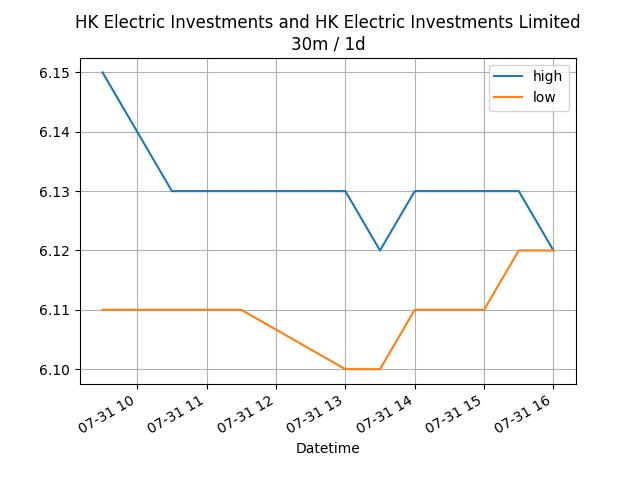 HK Electric Investments and HK Electric Investments Limited
30m / 1d
high
low
6.15
6.14
6.13
6.12
6.11
6.10
07-31 10
07-31 11
07-31 12
07-31 13
07-31 14
07-31 15
07-31 16
Datetime